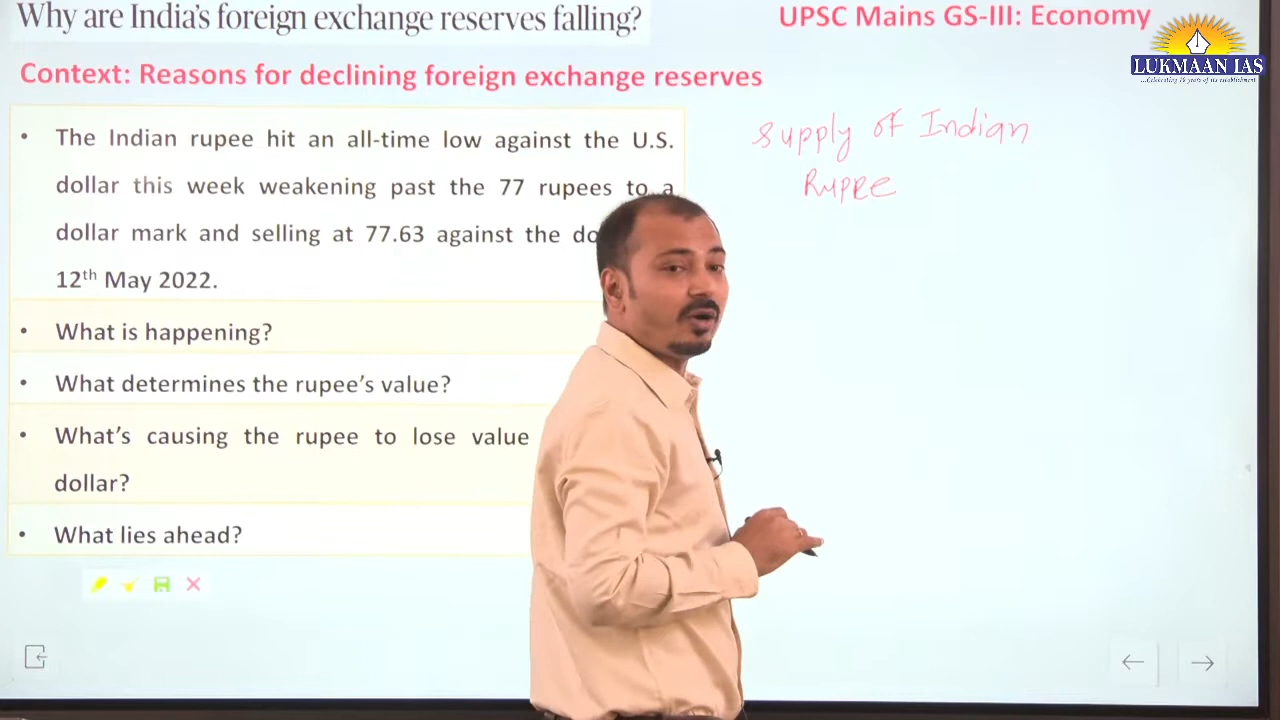 Why are India's foreign exchange reserves falling?
UPSC Mains GS-III: Economy
LUKMAAN IAS
Context: Reasons for declining foreign exchange reserves
• The Indian rupee hit an all-time low against the U.S.
dollar this week weakening past the 77 rupees to a
dollar mark and selling at 77.63 against the do
12th May 2022.
• What is happening?
• What determines the rupee's value?
• What's causing the rupee to lose value
dollar?
• What lies ahead?
Supply of Indian
Rupee